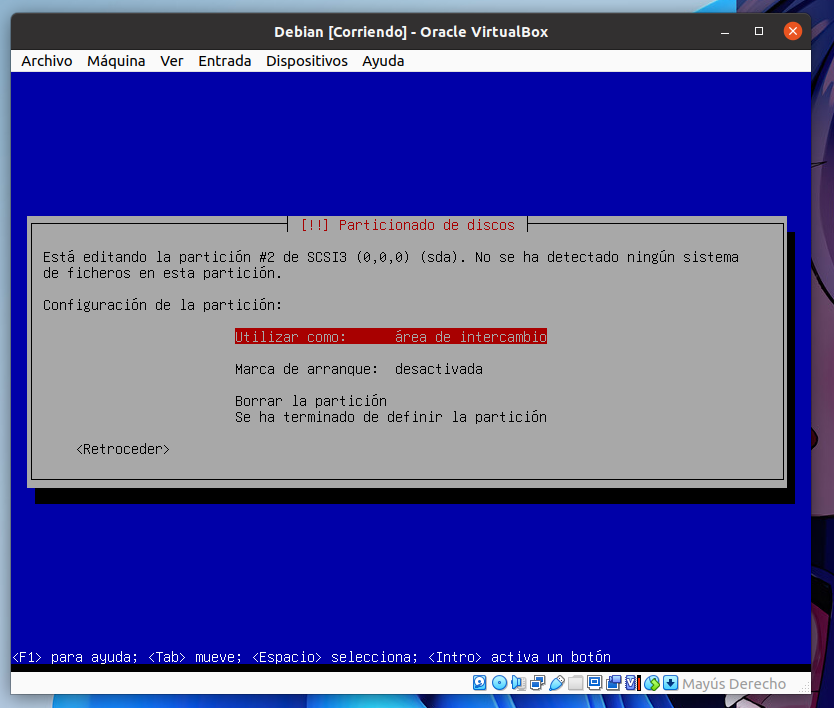 Debian [Corriendo] - Oracle VirtualBox
Archivo Máquina Ver Entrada Dispositivos Ayuda
[!!] Particionado de discos
Está editando la partición #2 de SCSI3 (0,0,0) (sda). No se ha detectado ningún sistema
de ficheros en esta partición.
Configuración de la partición:
Utilizar como: área de intercambio
Marca de arranque: desactivada
Borrar la partición
Se ha terminado de definir la partición
<Retroceder>
<F1> para ayuda; <Tab> mueve; <Espacio> selecciona; <Intro> activa un botón
Mayús Derecho